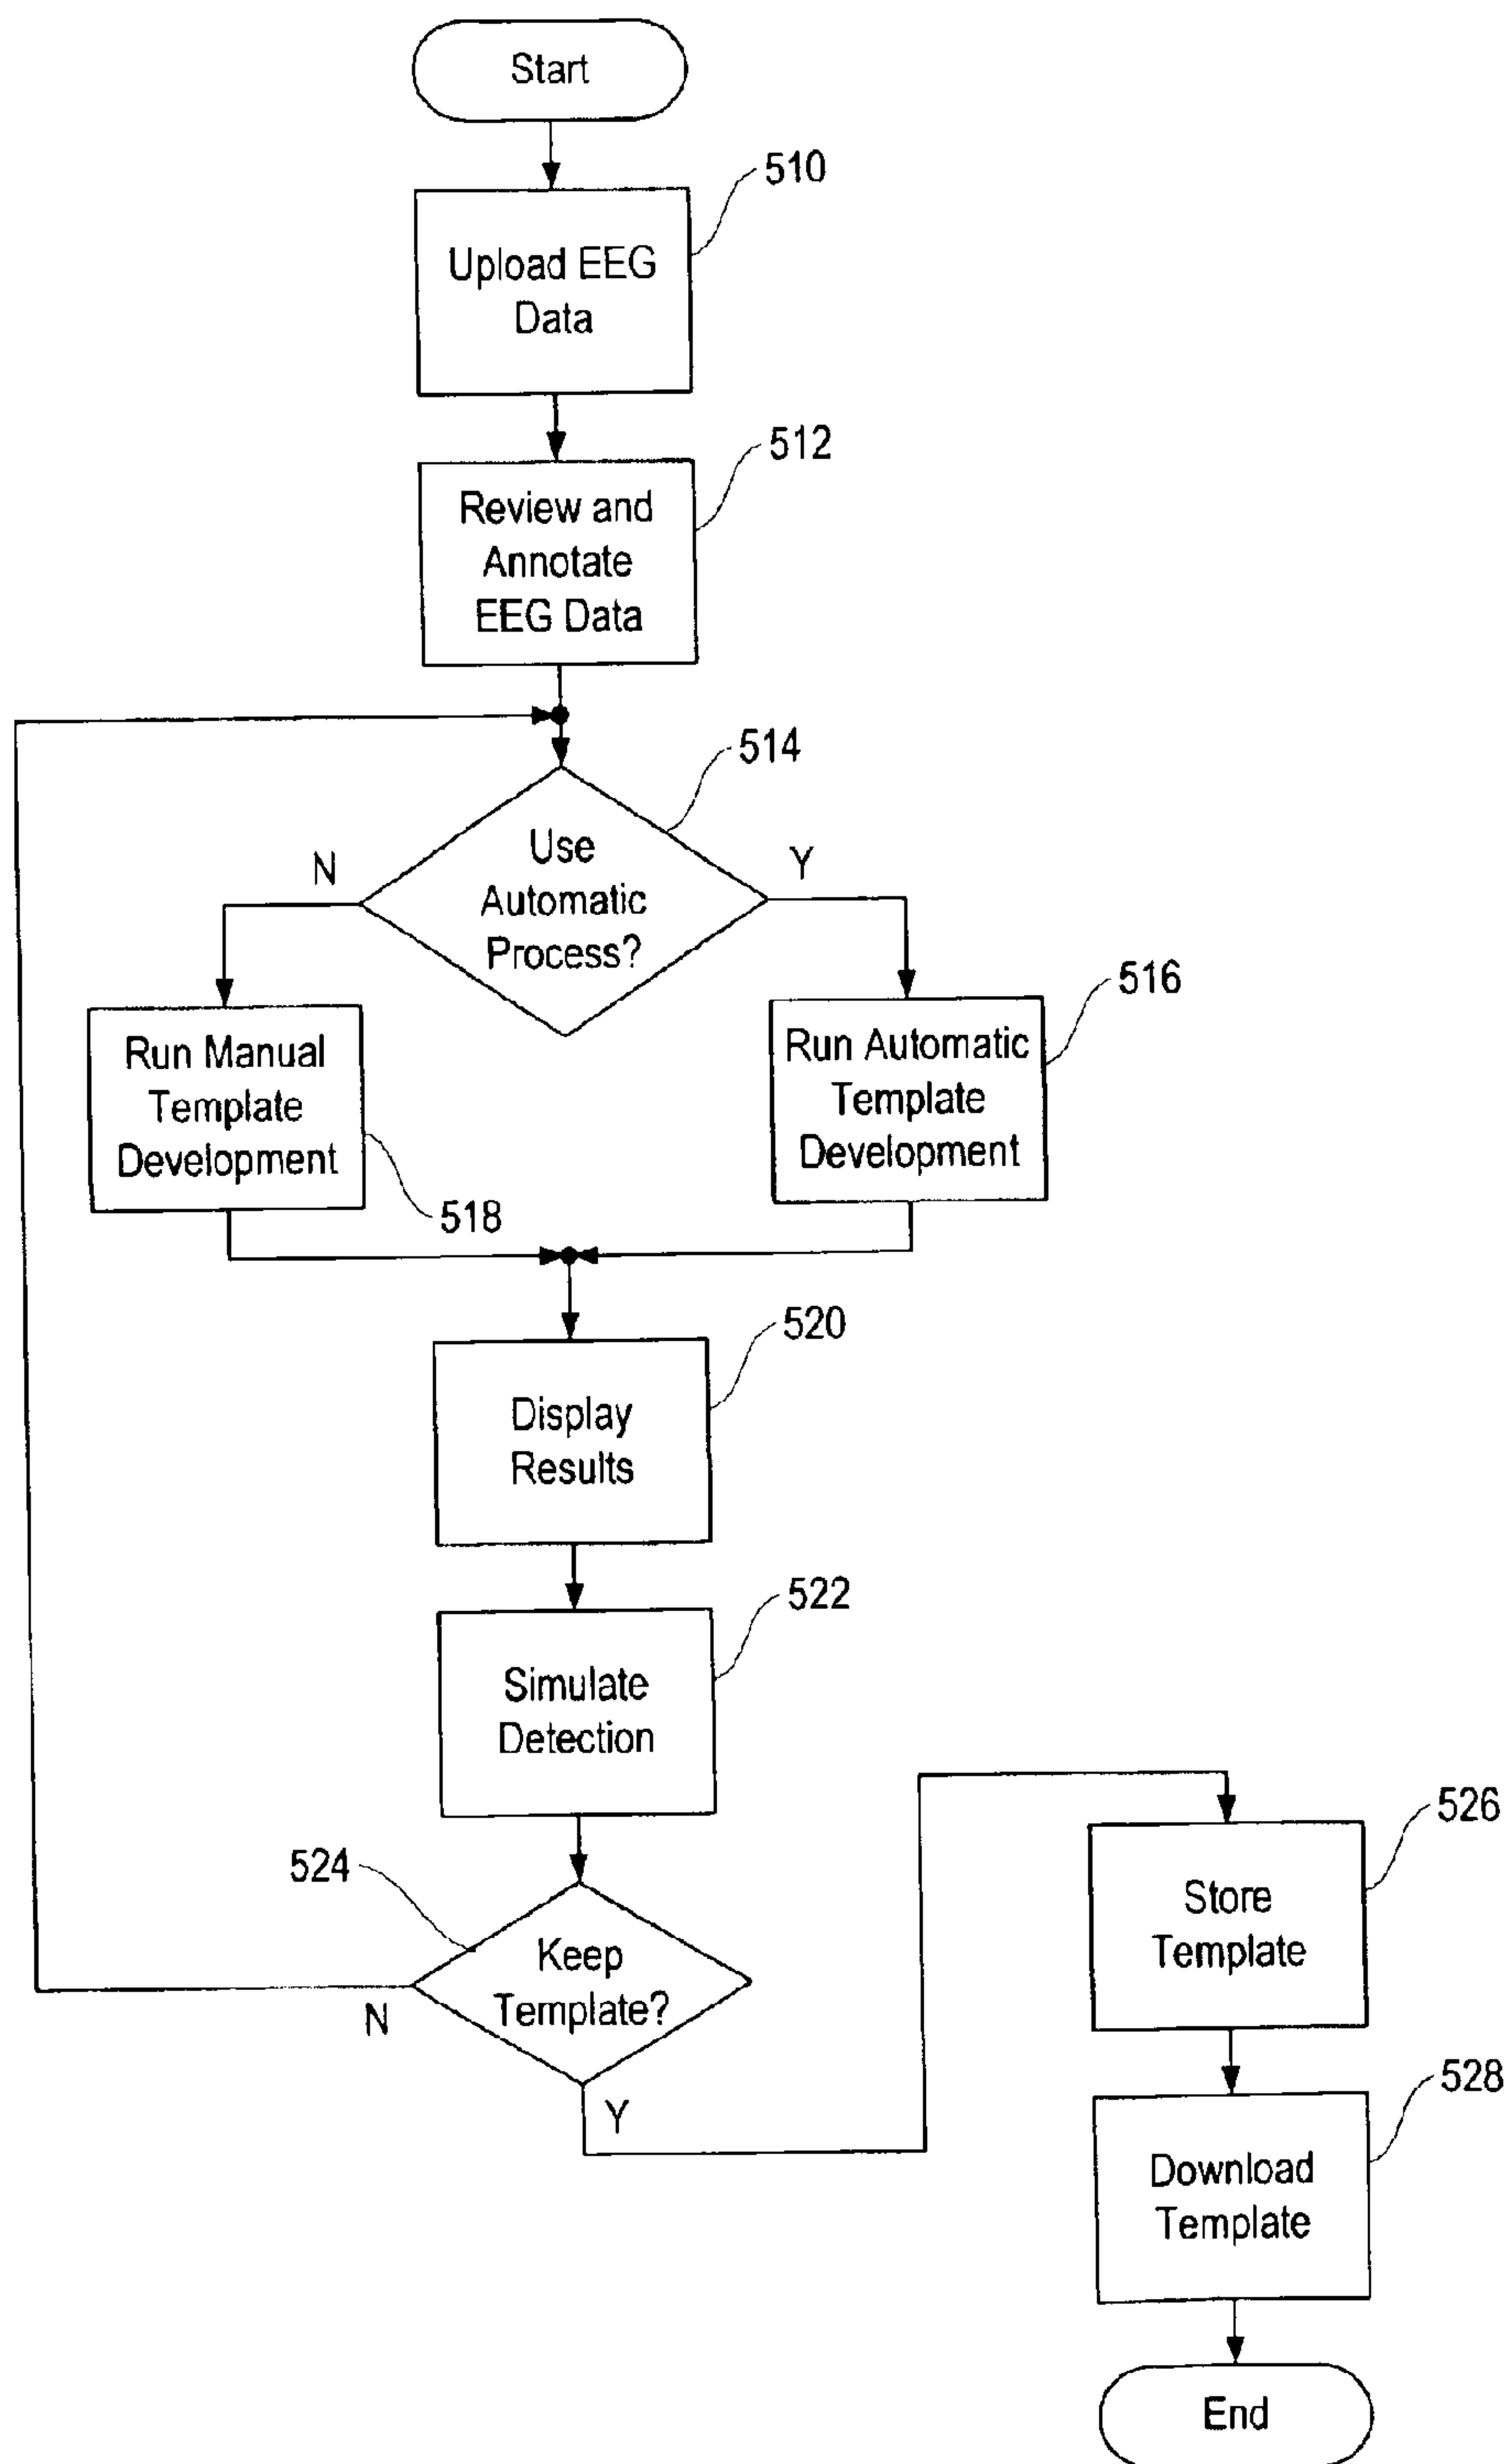 Start
510
Upload EEG
Data
512
Review and
Annotate
EEG Data
514
Use
Automatic
Process?
N
Y
516
Run Manual
Template
Development
518
Run Automatic
Template
Development
520
Display
Results
522
Simulate
Detection
524
Keep
Template?
N
Y
526
Store
Template
528
Download
Template
End